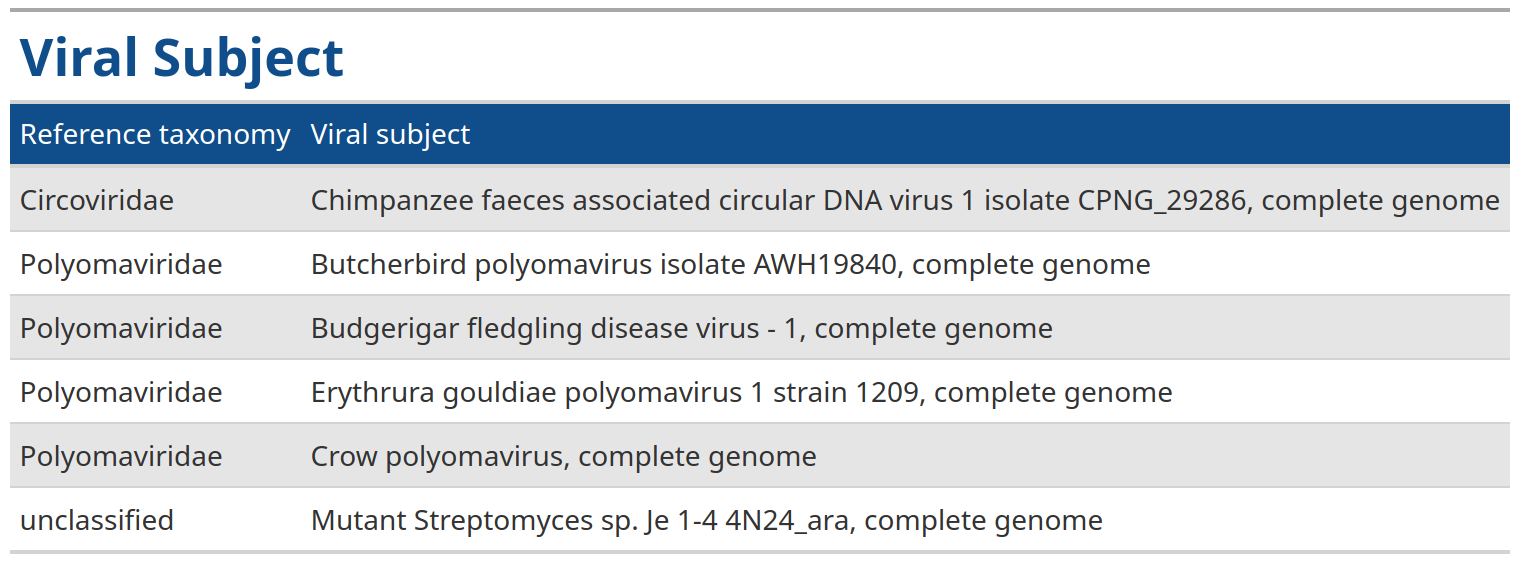 Viral Subject
Reference taxonomy Viral subject
Circoviridae Chimpanzee faeces associated circular DNA virus 1 isolate CPNG_29286, complete genome
Polyomaviridae Butcherbird polyomavirus isolate AWH19840, complete genome
Polyomaviridae Budgerigar fledgling disease virus - 1, complete genome
Polyomaviridae Erythrura gouldiae polyomavirus 1 strain 1209, complete genome
Polyomaviridae Crow polyomavirus, complete genome
unclassified Mutant Streptomyces sp. Je 1-4 4N24_ara, complete genome